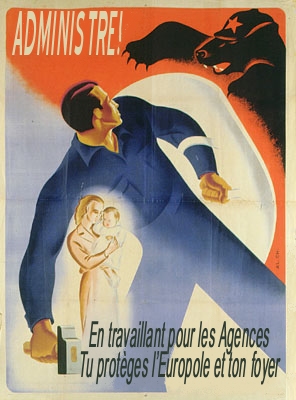 ADMINISTRE!
En travaillant pour les Agences
Tu protèges l'Europole et ton foyer